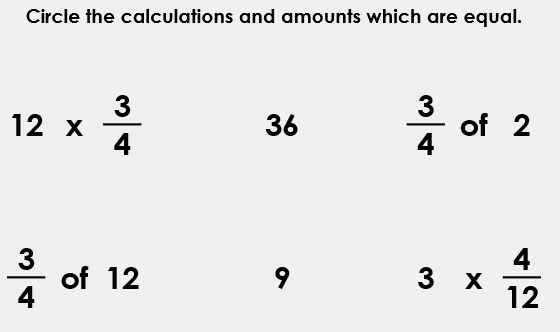 Circle the calculations and amounts which are equal.
12 x 3/4 36 3/4 of 2
3/4 of 12 9 3 x 4/12